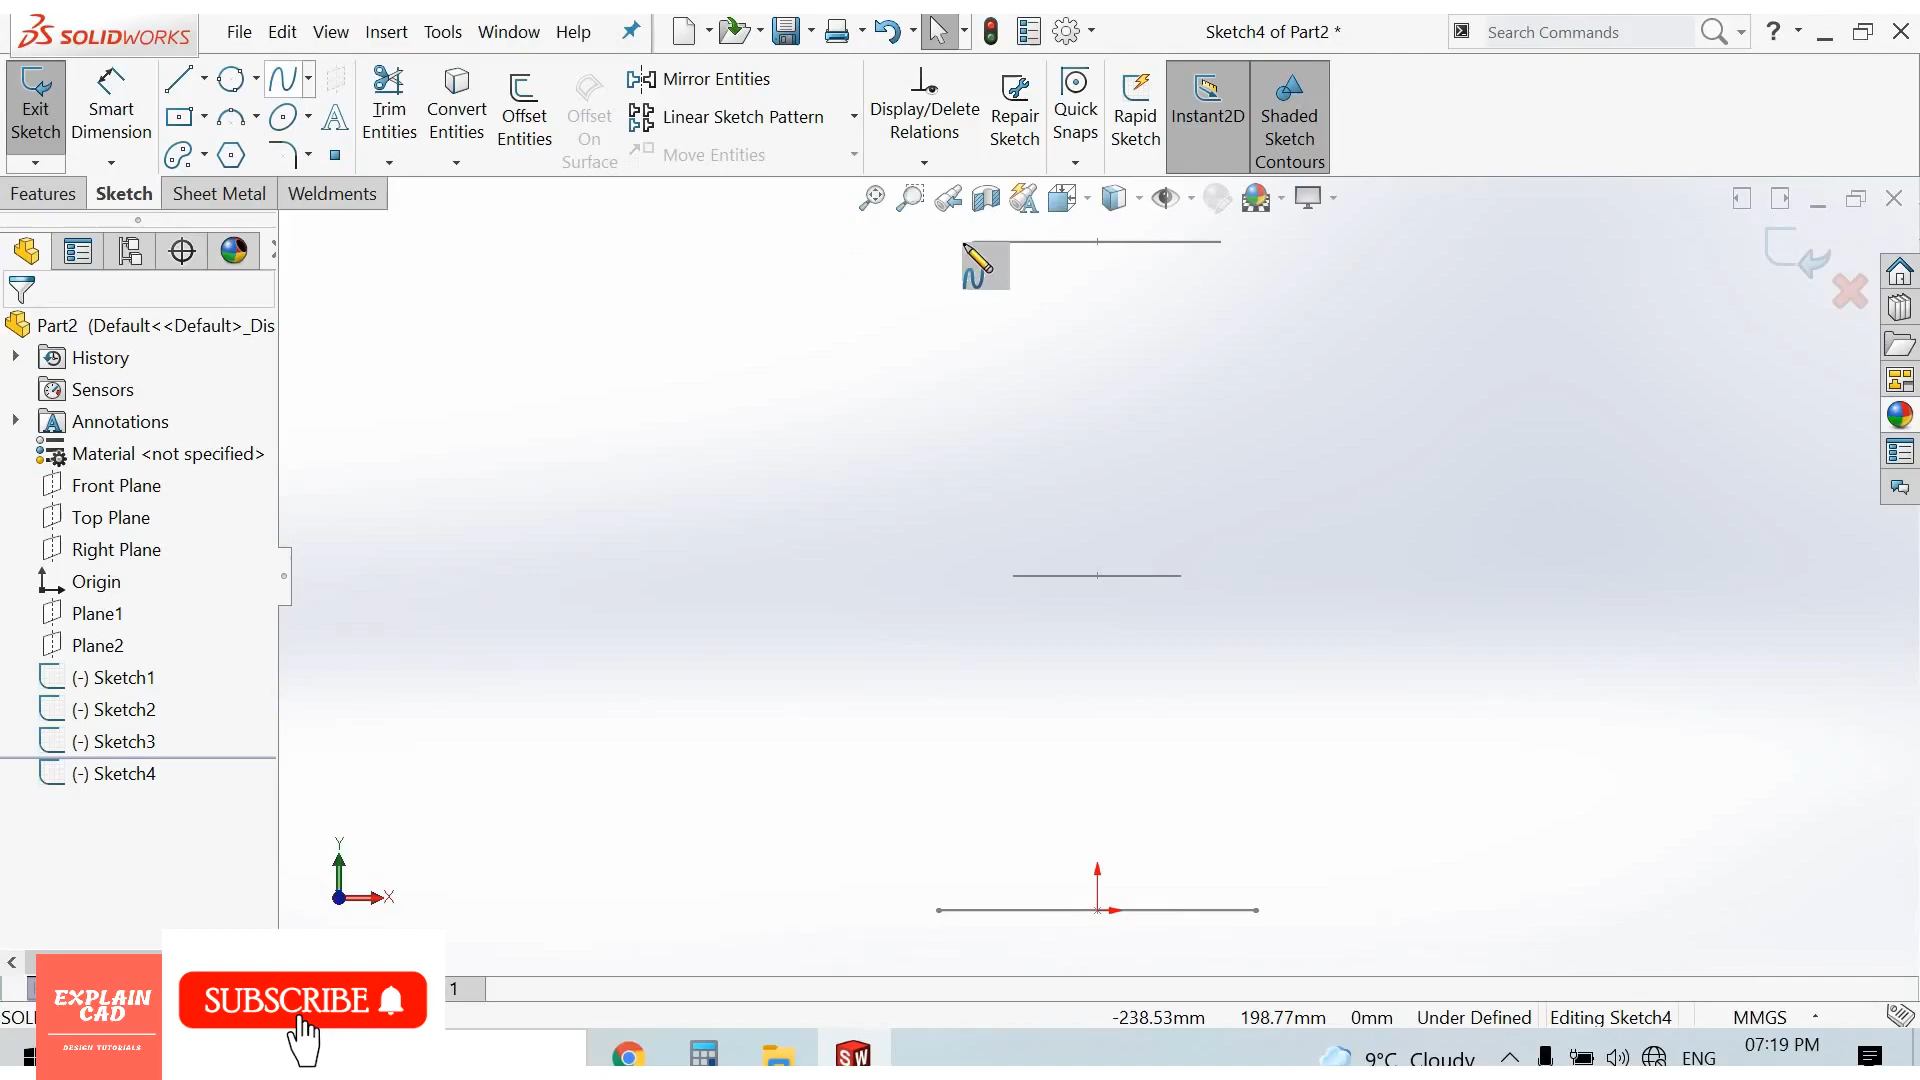 SOLIDWORKS
File Edit View Insert Tools Window Help
Sketch4 of Part2 *
Search Commands
Exit
Sketch
Smart
Dimension
Trim
Entities
Convert
Entities
Offset
Entities
Offset
On
Surface
Mirror Entities
Linear Sketch Pattern
Move Entities
Display/Delete
Relations
Repair
Sketch
Quick
Snaps
Rapid
Sketch
Instant2D
Shaded
Sketch
Contours
Features Sketch Sheet Metal Weldments
Part2 (Default<<Default>_Dis
History
Sensors
Annotations
Material <not specified>
Front Plane
Top Plane
Right Plane
Origin
Plane1
Plane2
(-) Sketch1
(-) Sketch2
(-) Sketch3
(-) Sketch4
Y
X
EXPLAIN
CAD
DESIGN TUTORIALS
SUBSCRIBE
1
SOLI
-238.53mm 198.77mm 0mm Under Defined Editing Sketch4 MMGS
SW
9°C Cloudy
ENG
07:19 PM